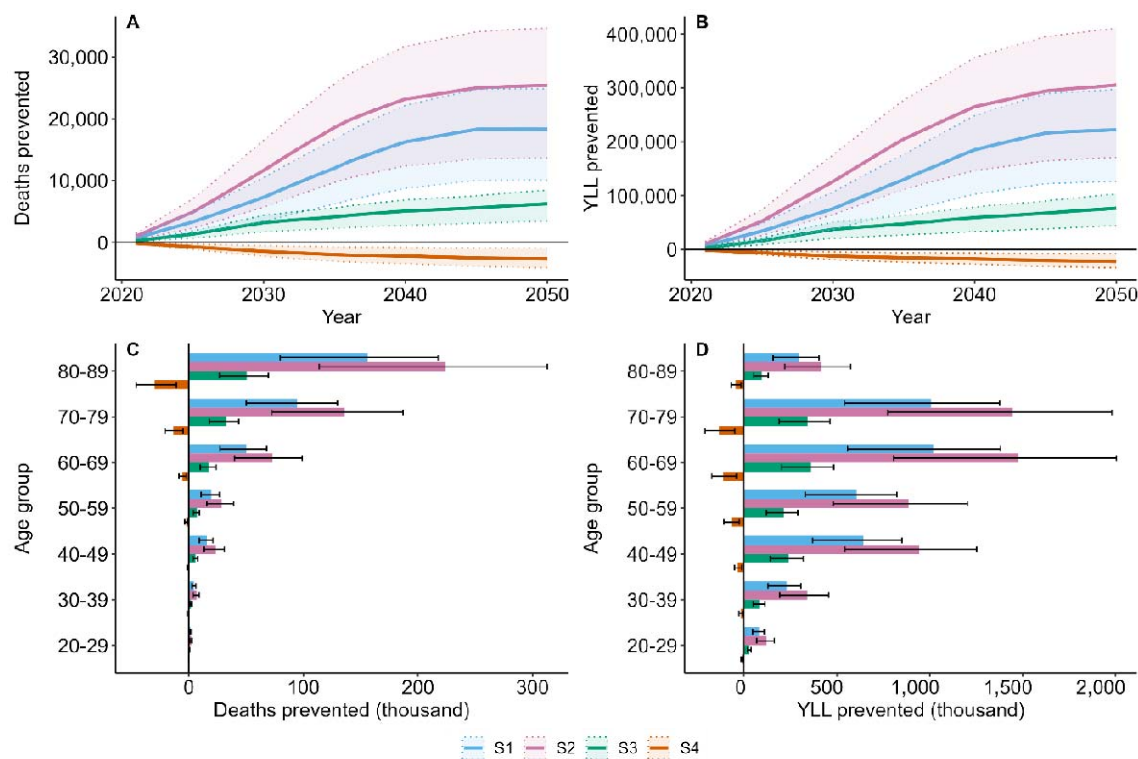 A
Deaths prevented
30,000
20,000
10,000
0
2020 2030 2040 2050
Year
B
YLL prevented
400,000
300,000
200,000
100,000
0
2020 2030 2040 2050
Year
C
Age group
80-89
70-79
60-69
50-59
40-49
30-39
20-29
0 100 200 300
Deaths prevented (thousand)
D
Age group
80-89
70-79
60-69
50-59
40-49
30-39
20-29
0 500 1,000 1,500 2,000
YLL prevented (thousand)
S1 S2 S3 S4